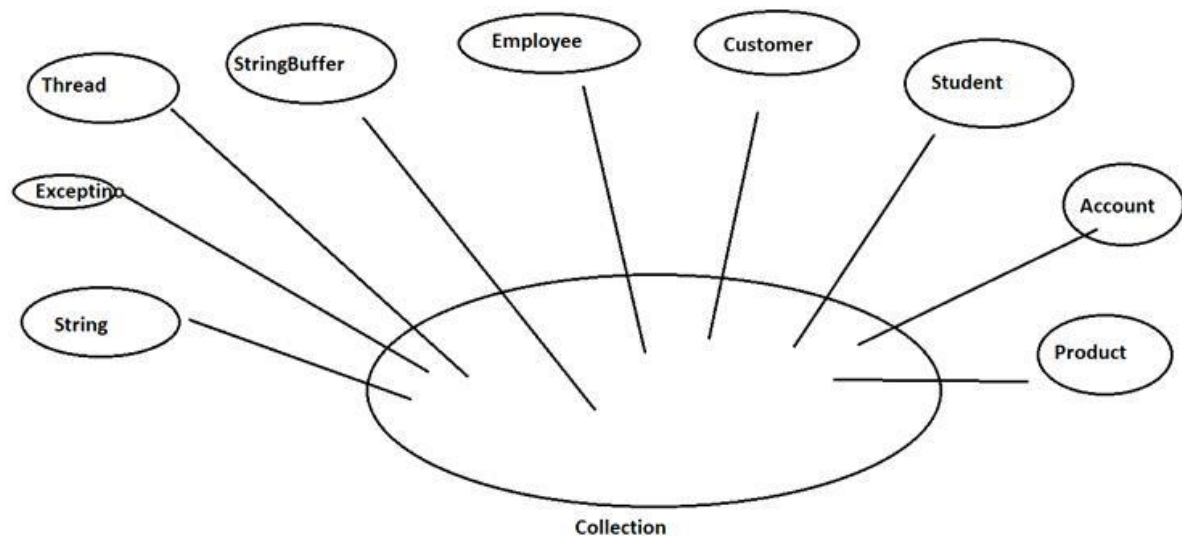 Employee
Customer
StringBuffer
Student
Thread
Exceptino
Account
String
Product
Collection